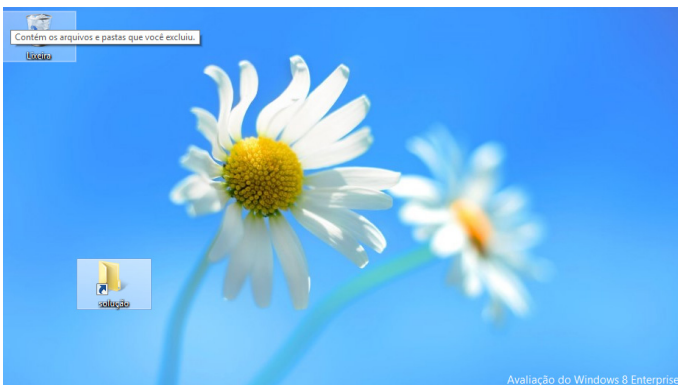 Contém os arquivos e pastas que você excluiu.
Lixeira
solução
Avaliação do Windows 8 Enterprise